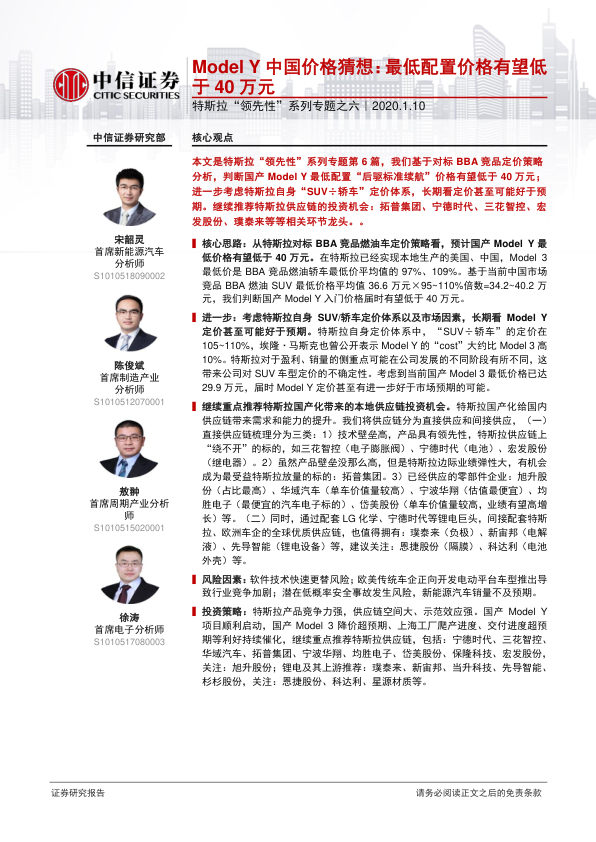 中信证券
CITIC SECURITIES
Model Y 中国价格猜想：最低配置价格有望低
于 40 万元
特斯拉“领先性”系列专题之六｜2020.1.10
中信证券研究部
宋韶灵
首席新能源汽车
分析师
S1010518090002
陈俊斌
首席制造产业
分析师
S1010512070001
敖翀
首席周期产业分析
师
S1010515020001
徐涛
首席电子分析师
S1010517080003
核心观点
本文是特斯拉“领先性”系列专题第 6 篇，我们基于对标 BBA 竞品定价策略
分析，判断国产 Model Y 最低配置“后驱标准续航”价格有望低于 40 万元；
进一步考虑特斯拉自身“SUV÷轿车”定价体系，长期看定价甚至可能好于预
期。继续推荐特斯拉供应链的投资机会：拓普集团、宁德时代、三花智控、宏
发股份、璞泰来等等相关环节龙头。。
核心思路：从特斯拉对标 BBA 竞品燃油车定价策略看，预计国产 Model Y 最
低价格有望低于 40 万元。在特斯拉已经实现本地生产的美国、中国，Model 3
最低价是 BBA 竞品燃油轿车最低价平均值的 97%、109%。基于当前中国市场
竞品 BBA 燃油 SUV 最低价格平均值 36.6 万元×95~110%倍数=34.2~40.2 万
元，我们判断国产 Model Y 入门价格届时有望低于 40 万元。
进一步：考虑特斯拉自身 SUV/轿车定价体系以及市场因素，长期看 Model Y
定价甚至可能好于预期。特斯拉自身定价体系中，“SUV÷轿车”的定价在
105~110%，埃隆·马斯克也曾公开表示 Model Y 的“cost”大约比 Model 3 高
10%。特斯拉对于盈利、销量的侧重点可能在公司发展的不同阶段有所不同，这
带来公司对 SUV 车型定价的不确定性。考虑到当前国产 Model 3 最低价格已达
29.9 万元，届时 Model Y 定价甚至有进一步好于市场预期的可能。
继续重点推荐特斯拉国产化带来的本地供应链投资机会。特斯拉国产化给国内
供应链带来需求和能力的提升。我们将供应链分为直接供应和间接供应，（一）
直接供应链梳理分为三类：1）技术壁垒高，产品具有领先性，特斯拉供应链上
“绕不开”的标的，如三花智控（电子膨胀阀）、宁德时代（电池）、宏发股份
（继电器）。2）虽然产品壁垒没那么高，但是特斯拉边际业绩弹性大，有机会
成为最受益特斯拉放量的标的：拓普集团。3）已经供应的零部件企业：旭升股
份（占比最高）、华域汽车（单车价值量较高）、宁波华翔（估值最便宜）、均
胜电子（最便宜的汽车电子标的）、岱美股份（单车价值量较高，业绩有望高增
长）等。（二）同时，通过配套 LG 化学、宁德时代等锂电巨头，间接配套特斯
拉、欧洲车企的全球优质供应链，也值得拥有：璞泰来（负极）、新宙邦（电解
液）、先导智能（锂电设备）等，建议关注：恩捷股份（隔膜）、科达利（电池
外壳）等。
风险因素：软件技术快速更替风险；欧美传统车企正向开发电动平台车型推出导
致行业竞争加剧；潜在低概率安全事故发生风险，新能源汽车销量不及预期。
投资策略：特斯拉产品竞争力强，供应链空间大、示范效应强。国产 Model Y
项目顺利启动，国产 Model 3 降价超预期、上海工厂爬产进度、交付进度超预
期等利好持续催化，继续重点推荐特斯拉供应链，包括：宁德时代、三花智控、
华域汽车、拓普集团、宁波华翔、均胜电子、岱美股份、保隆科技、宏发股份，
关注：旭升股份；锂电及其上游推荐：璞泰来、新宙邦、当升科技、先导智能、
杉杉股份，关注：恩捷股份、科达利、星源材质等。
证券研究报告
请务必阅读正文之后的免责条款